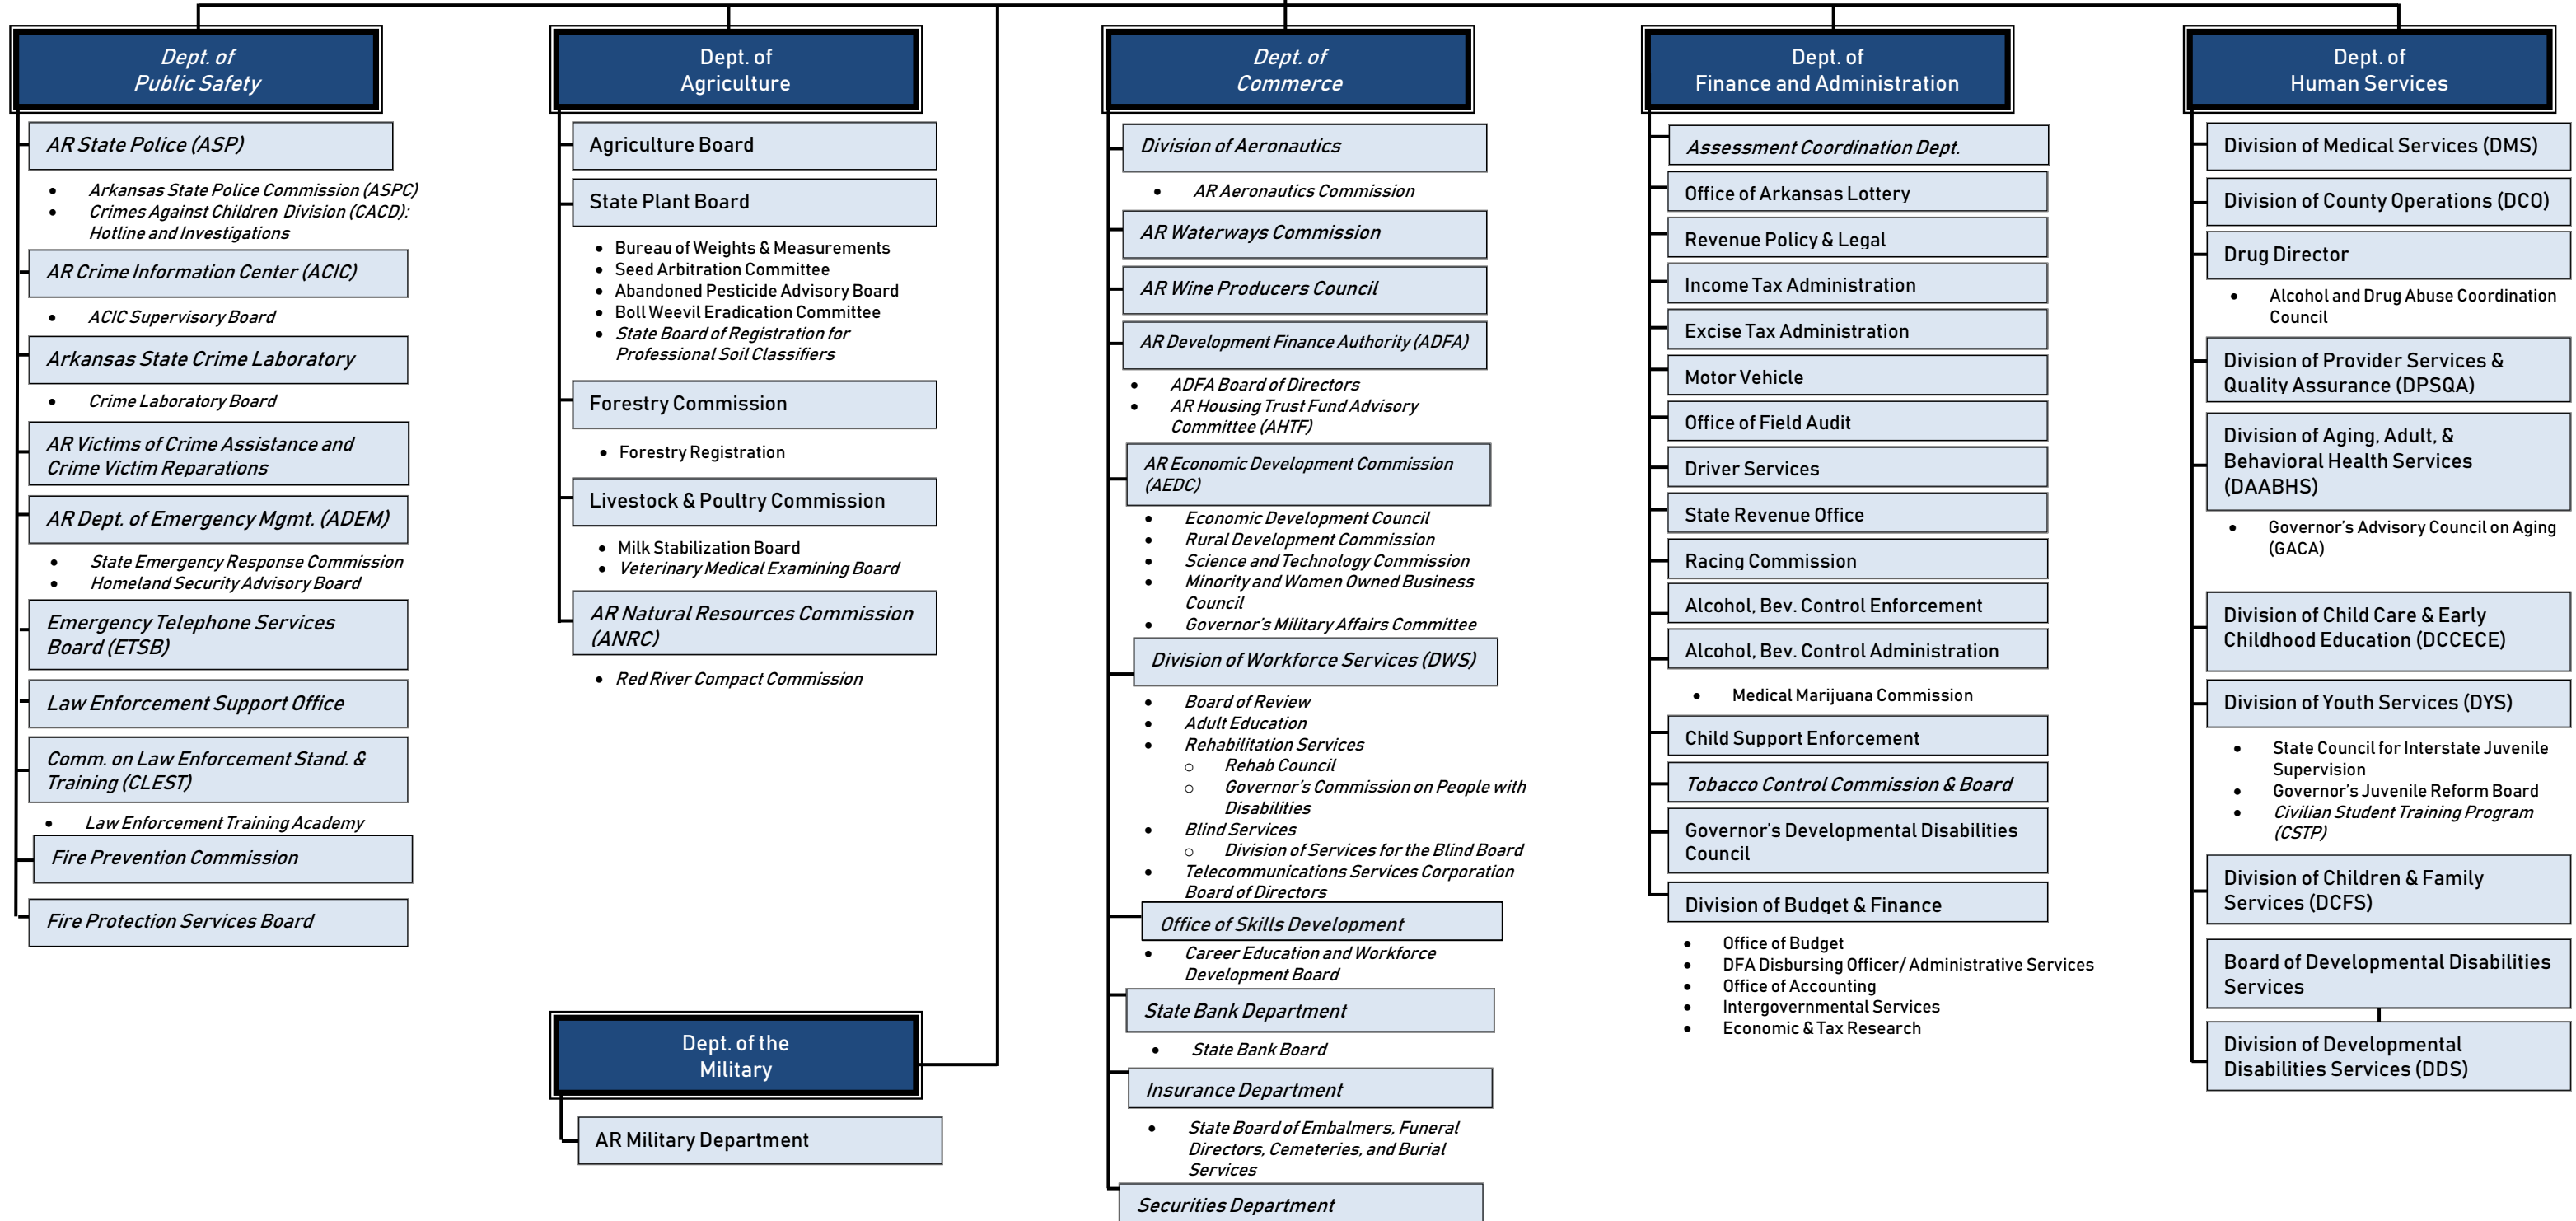 Dept. of
Public Safety
AR State Police (ASP)
• Arkansas State Police Commission (ASPC)
• Crimes Against Children Division (CACD):
Hotline and Investigations
AR Crime Information Center (ACIC)
• ACIC Supervisory Board
Arkansas State Crime Laboratory
• Crime Laboratory Board
AR Victims of Crime Assistance and
Crime Victim Reparations
AR Dept. of Emergency Mgmt. (ADEM)
• State Emergency Response Commission
• Homeland Security Advisory Board
Emergency Telephone Services
Board (ETSB)
Law Enforcement Support Office
Comm. on Law Enforcement Stand. &
Training (CLEST)
• Law Enforcement Training Academy
Fire Prevention Commission
Fire Protection Services Board
Dept. of
Agriculture
Agriculture Board
State Plant Board
• Bureau of Weights & Measurements
• Seed Arbitration Committee
• Abandoned Pesticide Advisory Board
• Boll Weevil Eradication Committee
• State Board of Registration for
Professional Soil Classifiers
Forestry Commission
• Forestry Registration
Livestock & Poultry Commission
• Milk Stabilization Board
• Veterinary Medical Examining Board
AR Natural Resources Commission
(ANRC)
• Red River Compact Commission
Dept. of the
Military
AR Military Department
Dept. of
Commerce
Division of Aeronautics
• AR Aeronautics Commission
AR Waterways Commission
AR Wine Producers Council
AR Development Finance Authority (ADFA)
• ADFA Board of Directors
• AR Housing Trust Fund Advisory
Committee (AHTF)
AR Economic Development Commission
(AEDC)
• Economic Development Council
• Rural Development Commission
• Science and Technology Commission
• Minority and Women Owned Business
Council
• Governor's Military Affairs Committee
Division of Workforce Services (DWS)
• Board of Review
• Adult Education
• Rehabilitation Services
○ Rehab Council
○ Governor's Commission on People with
Disabilities
• Blind Services
○ Division of Services for the Blind Board
• Telecommunications Services Corporation
Board of Directors
Office of Skills Development
• Career Education and Workforce
Development Board
State Bank Department
• State Bank Board
Insurance Department
• State Board of Embalmers, Funeral
Directors, Cemeteries, and Burial
Services
Securities Department
Dept. of
Finance and Administration
Assessment Coordination Dept.
Office of Arkansas Lottery
Revenue Policy & Legal
Income Tax Administration
Excise Tax Administration
Motor Vehicle
Office of Field Audit
Driver Services
State Revenue Office
Racing Commission
Alcohol, Bev. Control Enforcement
Alcohol, Bev. Control Administration
• Medical Marijuana Commission
Child Support Enforcement
Tobacco Control Commission & Board
Governor's Developmental Disabilities
Council
Division of Budget & Finance
• Office of Budget
• DFA Disbursing Officer/ Administrative Services
• Office of Accounting
• Intergovernmental Services
• Economic & Tax Research
Dept. of
Human Services
Division of Medical Services (DMS)
Division of County Operations (DCO)
Drug Director
• Alcohol and Drug Abuse Coordination
Council
Division of Provider Services &
Quality Assurance (DPSQA)
Division of Aging, Adult, &
Behavioral Health Services
(DAABHS)
• Governor's Advisory Council on Aging
(GACA)
Division of Child Care & Early
Childhood Education (DCCECE)
Division of Youth Services (DYS)
• State Council for Interstate Juvenile
Supervision
• Governor's Juvenile Reform Board
• Civilian Student Training Program
(CSTP)
Division of Children & Family
Services (DCFS)
Board of Developmental Disabilities
Services
Division of Developmental
Disabilities Services (DDS)